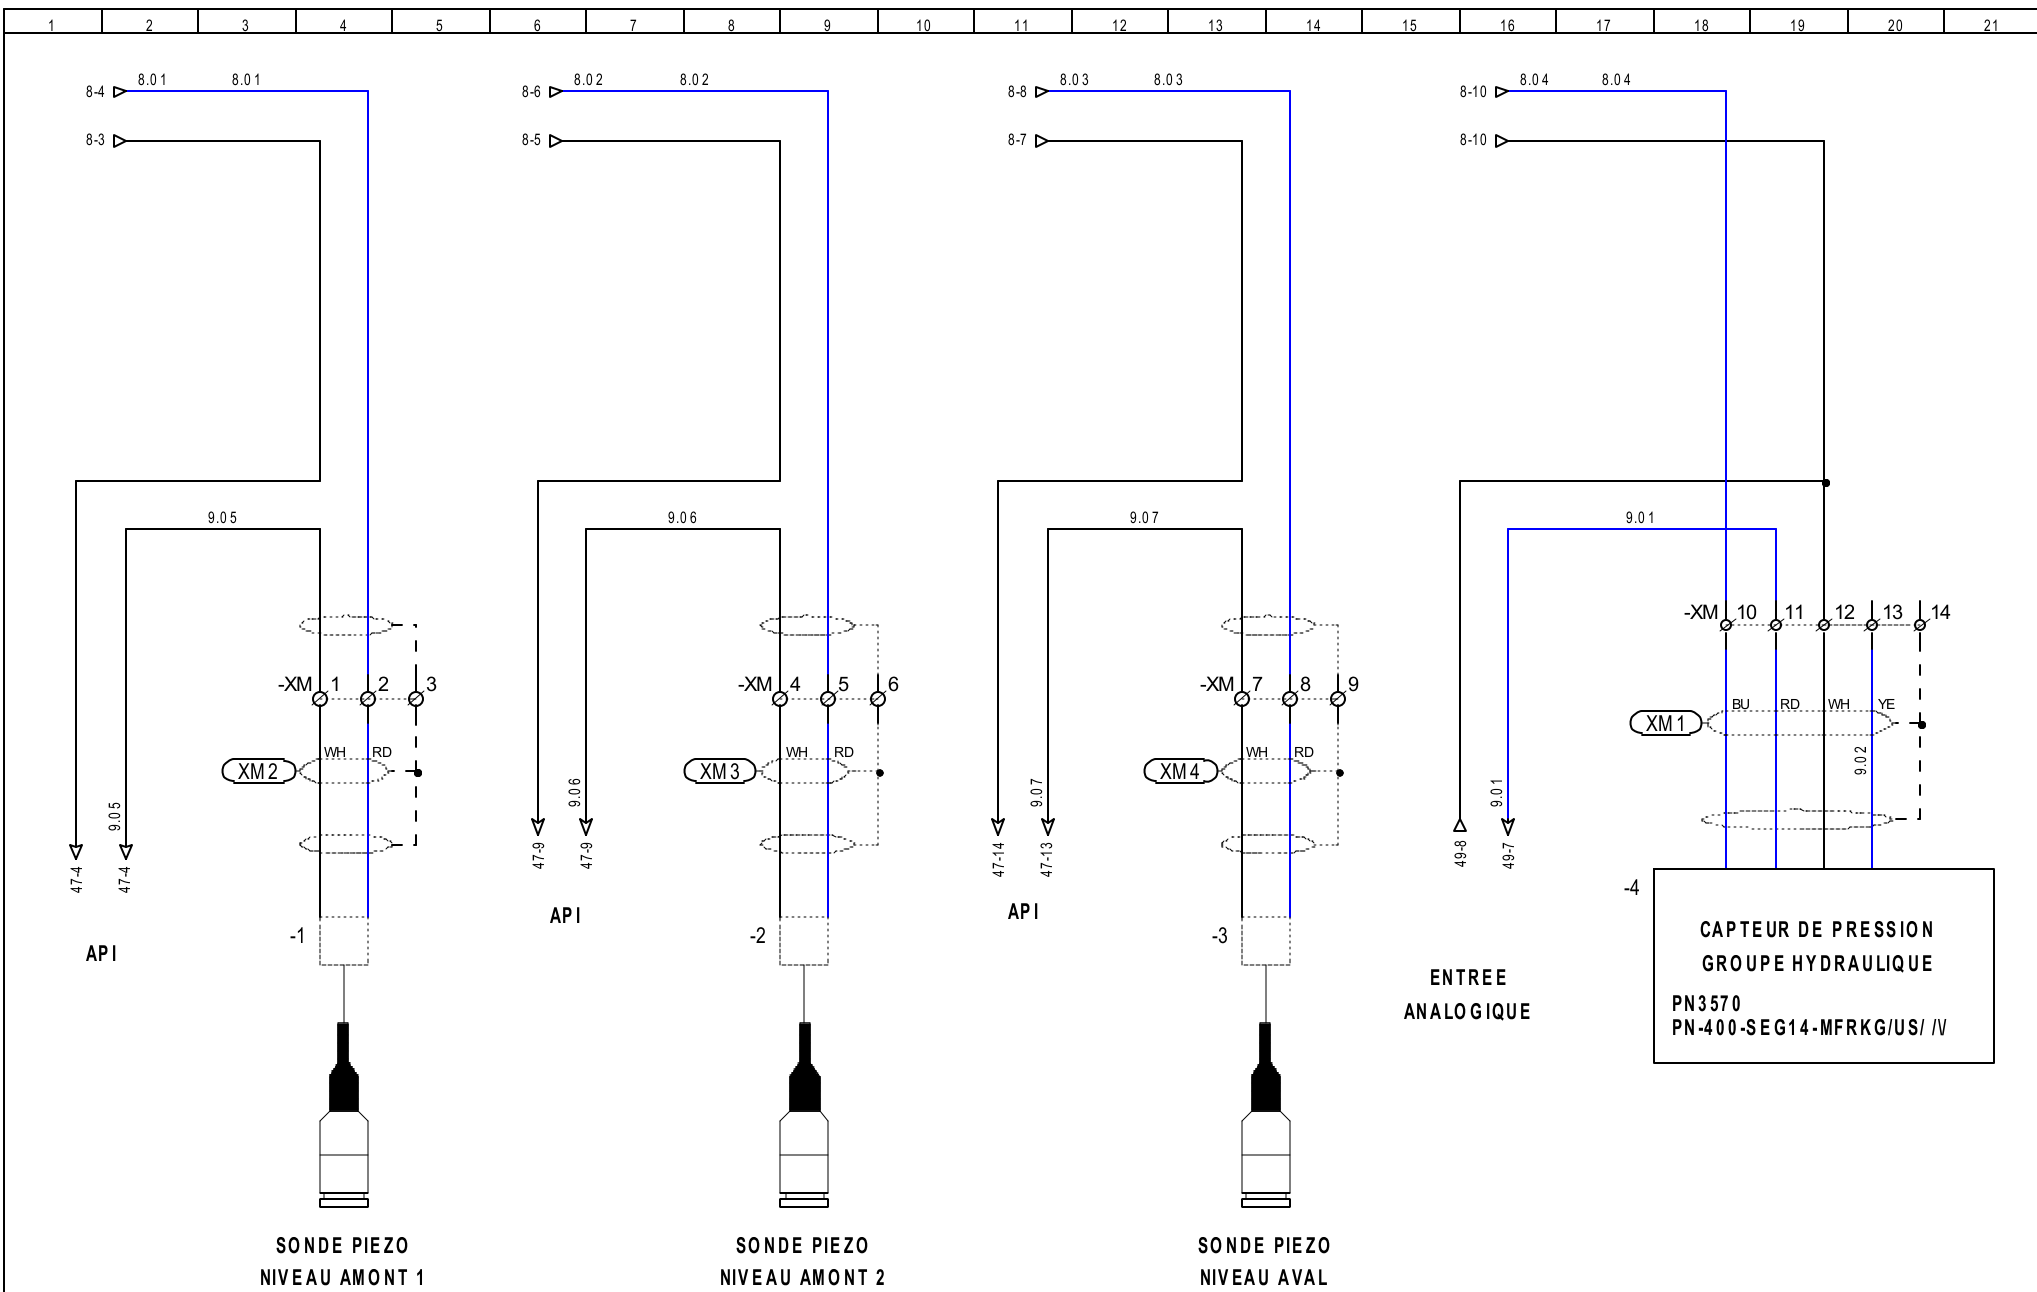 1 2 3 4 5 6 7 8 9 10 11 12 13 14 15 16 17 18 19 20 21
8-4 8.01 8.01
8-6 8.02 8.02
8-8 8.03 8.03
8-10 8.04 8.04
8-3
8-5
8-7
8-10
9.05
9.06
9.07
9.01
-XM 10 11 12 13 14
-XM 1 2 3
-XM 4 5 6
-XM 7 8 9
BU RD WH YE
XM1
WH RD
XM2
WH RD
XM3
WH RD
XM4
9.02
9.05
9.06
9.07
9.01
47-4
47-4
47-9
47-9
47-14
47-13
49-8
49-7
-4
API
API
API
-1
-2
-3
CAPTEUR DE PRESSION
GROUPE HYDRAULIQUE
PN3570
PN-400-SEG14-MFRKG/US/ /V
ENTREE
ANALOGIQUE
SONDE PIEZO
NIVEAU AMONT 1
SONDE PIEZO
NIVEAU AMONT 2
SONDE PIEZO
NIVEAU AVAL